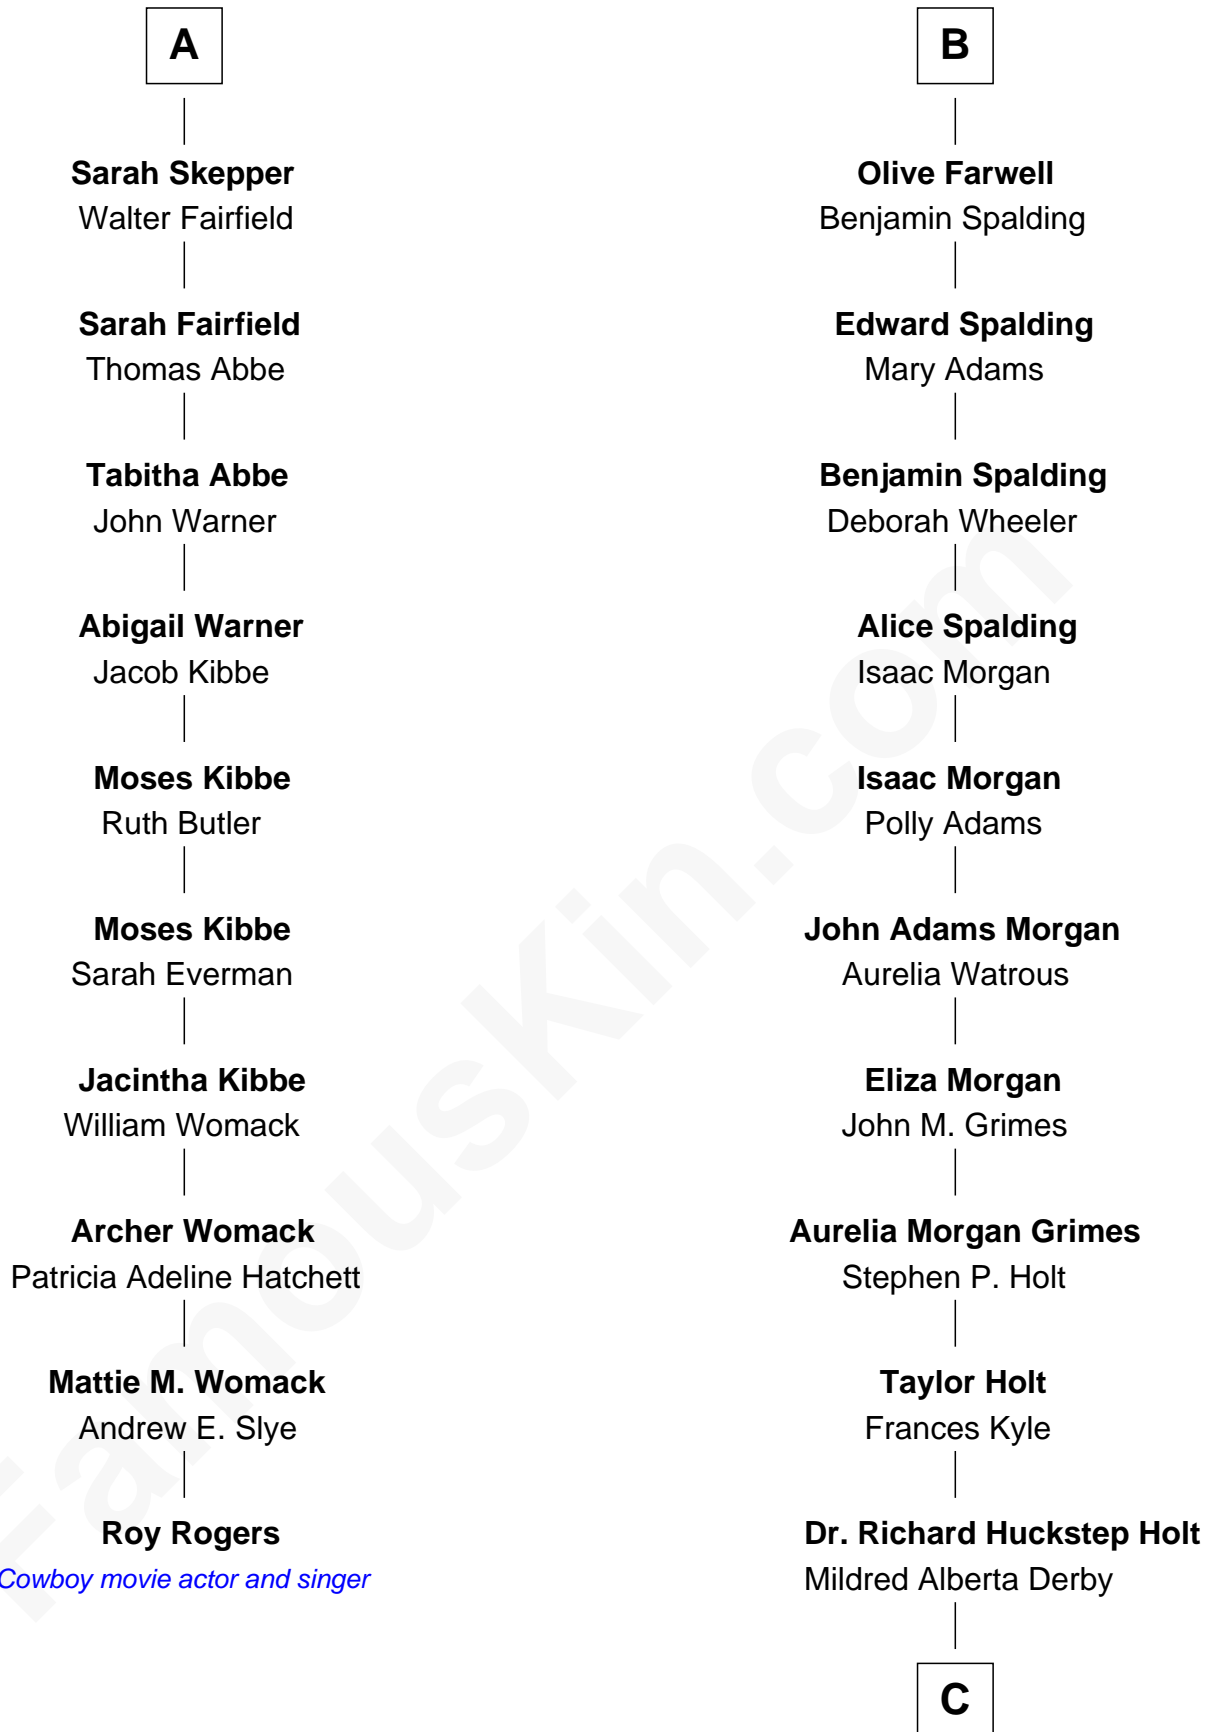 A
Sarah Skepper
Walter Fairfield
Sarah Fairfield
Thomas Abbe
Tabitha Abbe
John Warner
Abigail Warner
Jacob Kibbe
Moses Kibbe
Ruth Butler
Moses Kibbe
Sarah Everman
Jacintha Kibbe
William Womack
Archer Womack
Patricia Adeline Hatchett
Mattie M. Womack
Andrew E. Slye
Roy Rogers
Cowboy movie actor and singer
B
Olive Farwell
Benjamin Spalding
Edward Spalding
Mary Adams
Benjamin Spalding
Deborah Wheeler
Alice Spalding
Isaac Morgan
Isaac Morgan
Polly Adams
John Adams Morgan
Aurelia Watrous
Eliza Morgan
John M. Grimes
Aurelia Morgan Grimes
Stephen P. Holt
Taylor Holt
Frances Kyle
Dr. Richard Huckstep Holt
Mildred Alberta Derby
C
FamousKin.com